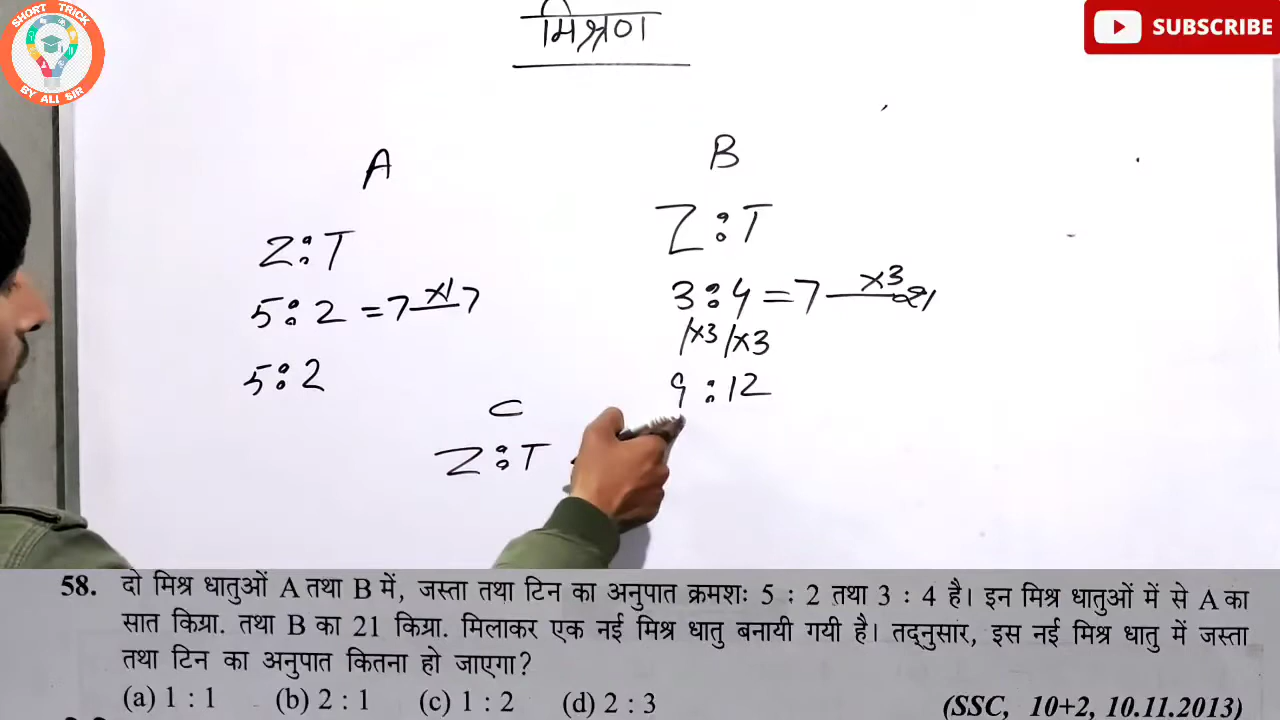 SHORT TRICK
BY ALI SIR
SUBSCRIBE
मिश्रण
A
B
Z:T
Z:T
5:2 = 7 ×1 7
3:4 = 7 ×3 21
×3 ×3
5:2
9:12
C
Z:T
58. दो मिश्र धातुओं A तथा B में, जस्ता तथा टिन का अनुपात क्रमशः 5 : 2 तथा 3 : 4 है। इन मिश्र धातुओं में से A का
सात किग्रा. तथा B का 21 किग्रा. मिलाकर एक नई मिश्र धातु बनायी गयी है। तद्नुसार, इस नई मिश्र धातु में जस्ता
तथा टिन का अनुपात कितना हो जाएगा?
(a) 1 : 1 (b) 2 : 1 (c) 1 : 2 (d) 2 : 3
(SSC, 10+2, 10.11.2013)